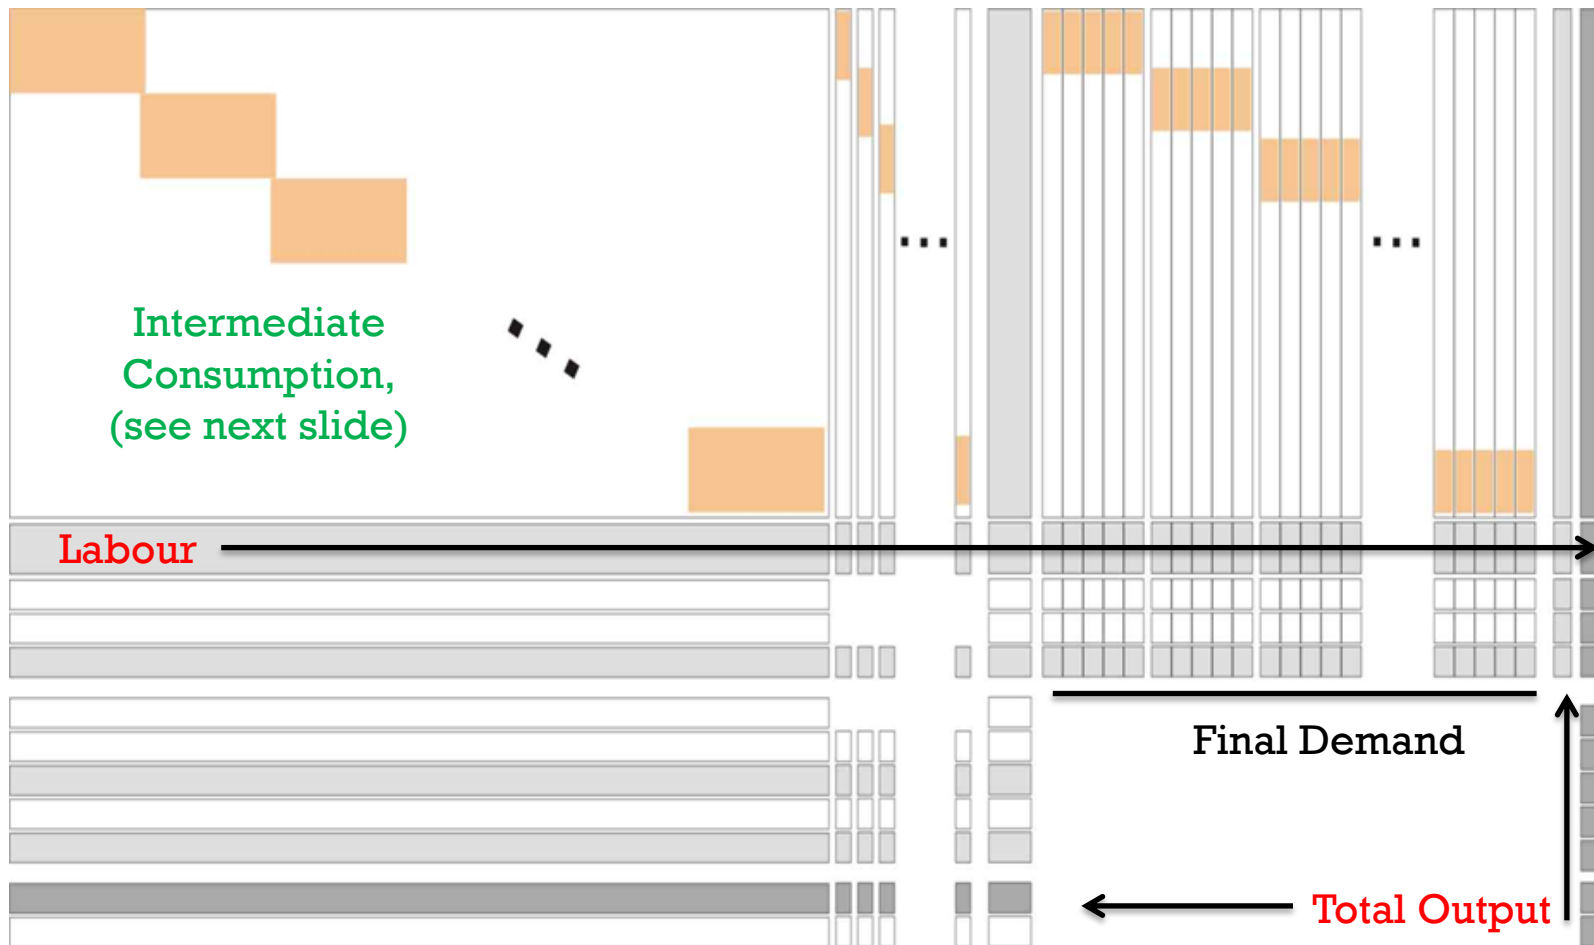 Intermediate
Consumption,
(see next slide)
Labour
Final Demand
Total Output